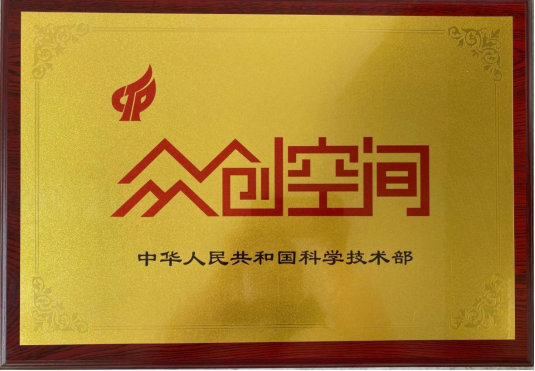 众创空间
中华人民共和国科学技术部